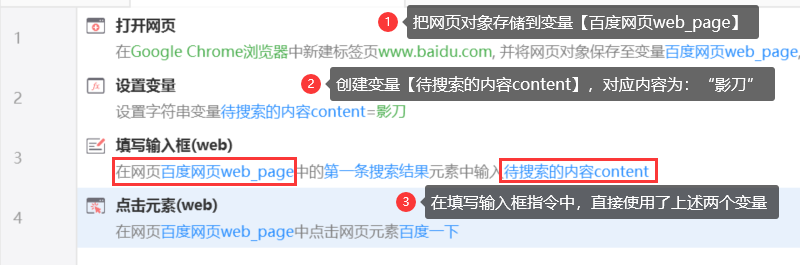 1
打开网页
1 把网页对象存储到变量【百度网页web_page】
在Google Chrome浏览器中新建标签页www.baidu.com, 并将网页对象保存至变量百度网页web_page,
2
设置变量
2 创建变量【待搜索的内容content】，对应内容为：“影刀”
设置字符串变量待搜索的内容content=影刀
3
填写输入框(web)
在网页百度网页web_page中的第一条搜索结果元素中输入待搜索的内容content
4
点击元素(web)
3 在填写输入框指令中，直接使用了上述两个变量
在网页百度网页web_page中点击网页元素百度一下